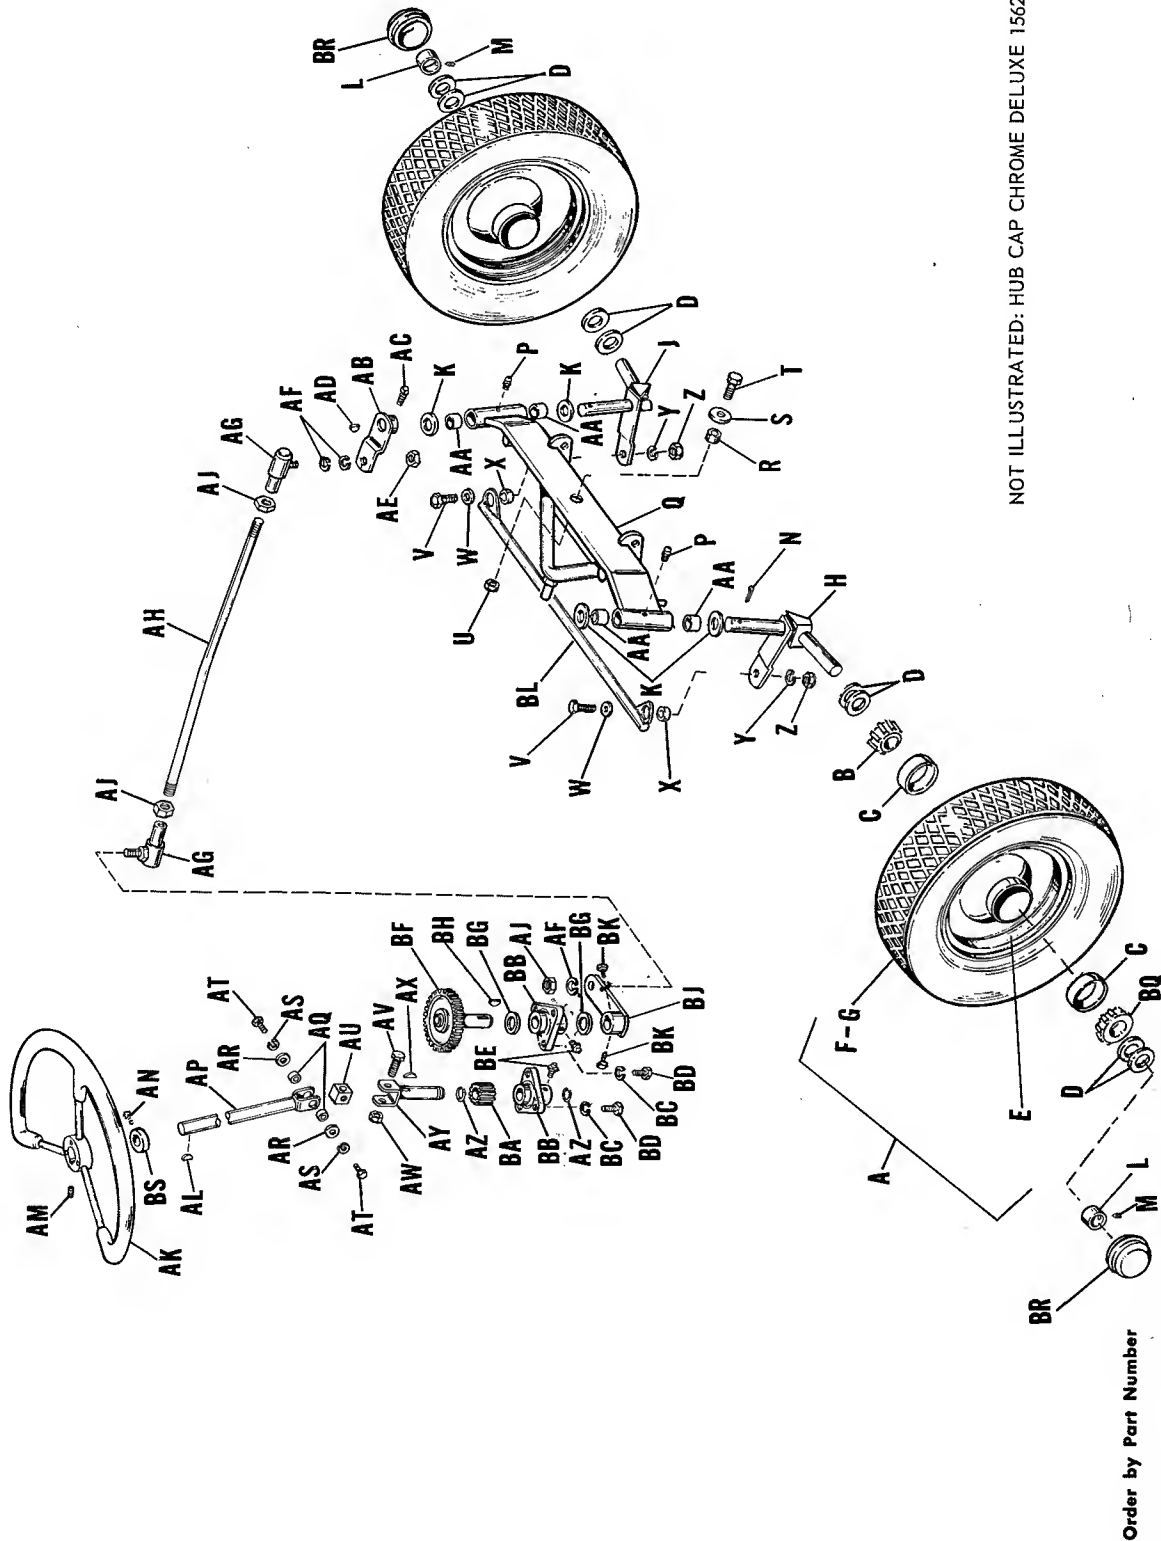 BR
L
M
D
D
J
T
P
K
K
Z
Y
S
R
AC
AB
AD
AF
AG
AJ
AE
AA
AA
X
V
W
U
Q
P
AH
BL
K
AA
AA
N
H
V
W
X
Y
Z
D
B
C
AJ
AG
BF
BH
BG
BB
AJ
AF
BG
BK
BJ
BK
BE
BD
BC
AT
AS
AQ
AR
AU
AV
AX
AP
AN
AM
AK
BS
AL
AR
AS
AT
AW
AY
AZ
BA
BB
AZ
BC
BD
F-G
E
A
C
BQ
D
L
M
BR
NOT ILLUSTRATED: HUB CAP CHROME DELUXE 1562
Order by Part Number